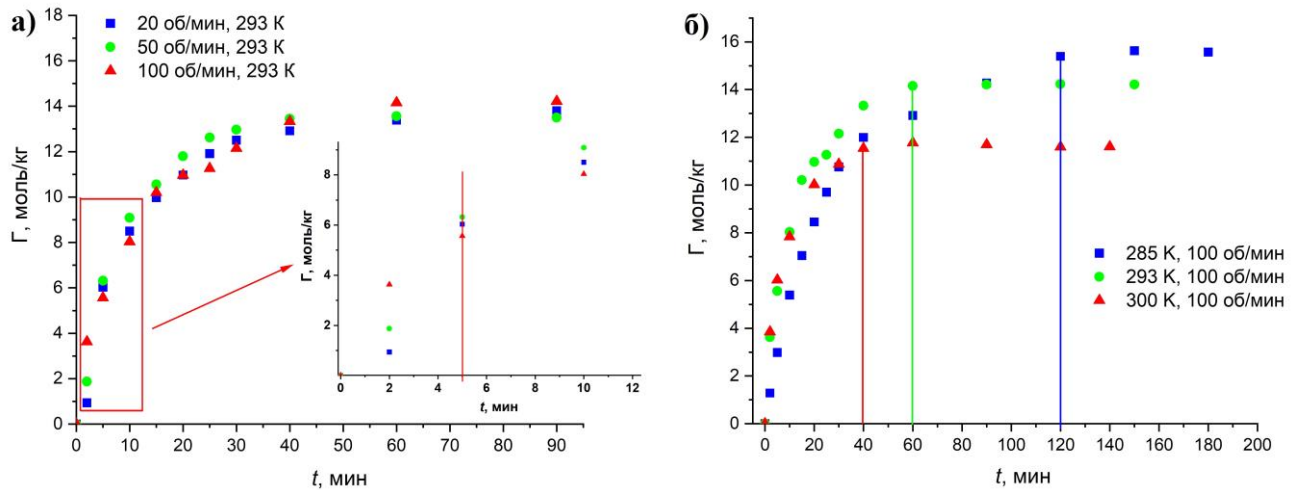 а)
20 об/мин, 293 К
50 об/мин, 293 К
100 об/мин, 293 К
Г, моль/кг
18
16
14
12
10
8
6
4
2
0
0 10 20 30 40 50 60 70 80 90
t, мин
Г, моль/кг
8
6
4
2
0 2 4 6 8 10 12
t, мин
б)
Г, моль/кг
16
14
12
10
8
6
4
2
0
285 К, 100 об/мин
293 К, 100 об/мин
300 К, 100 об/мин
0 20 40 60 80 100 120 140 160 180 200
t, мин